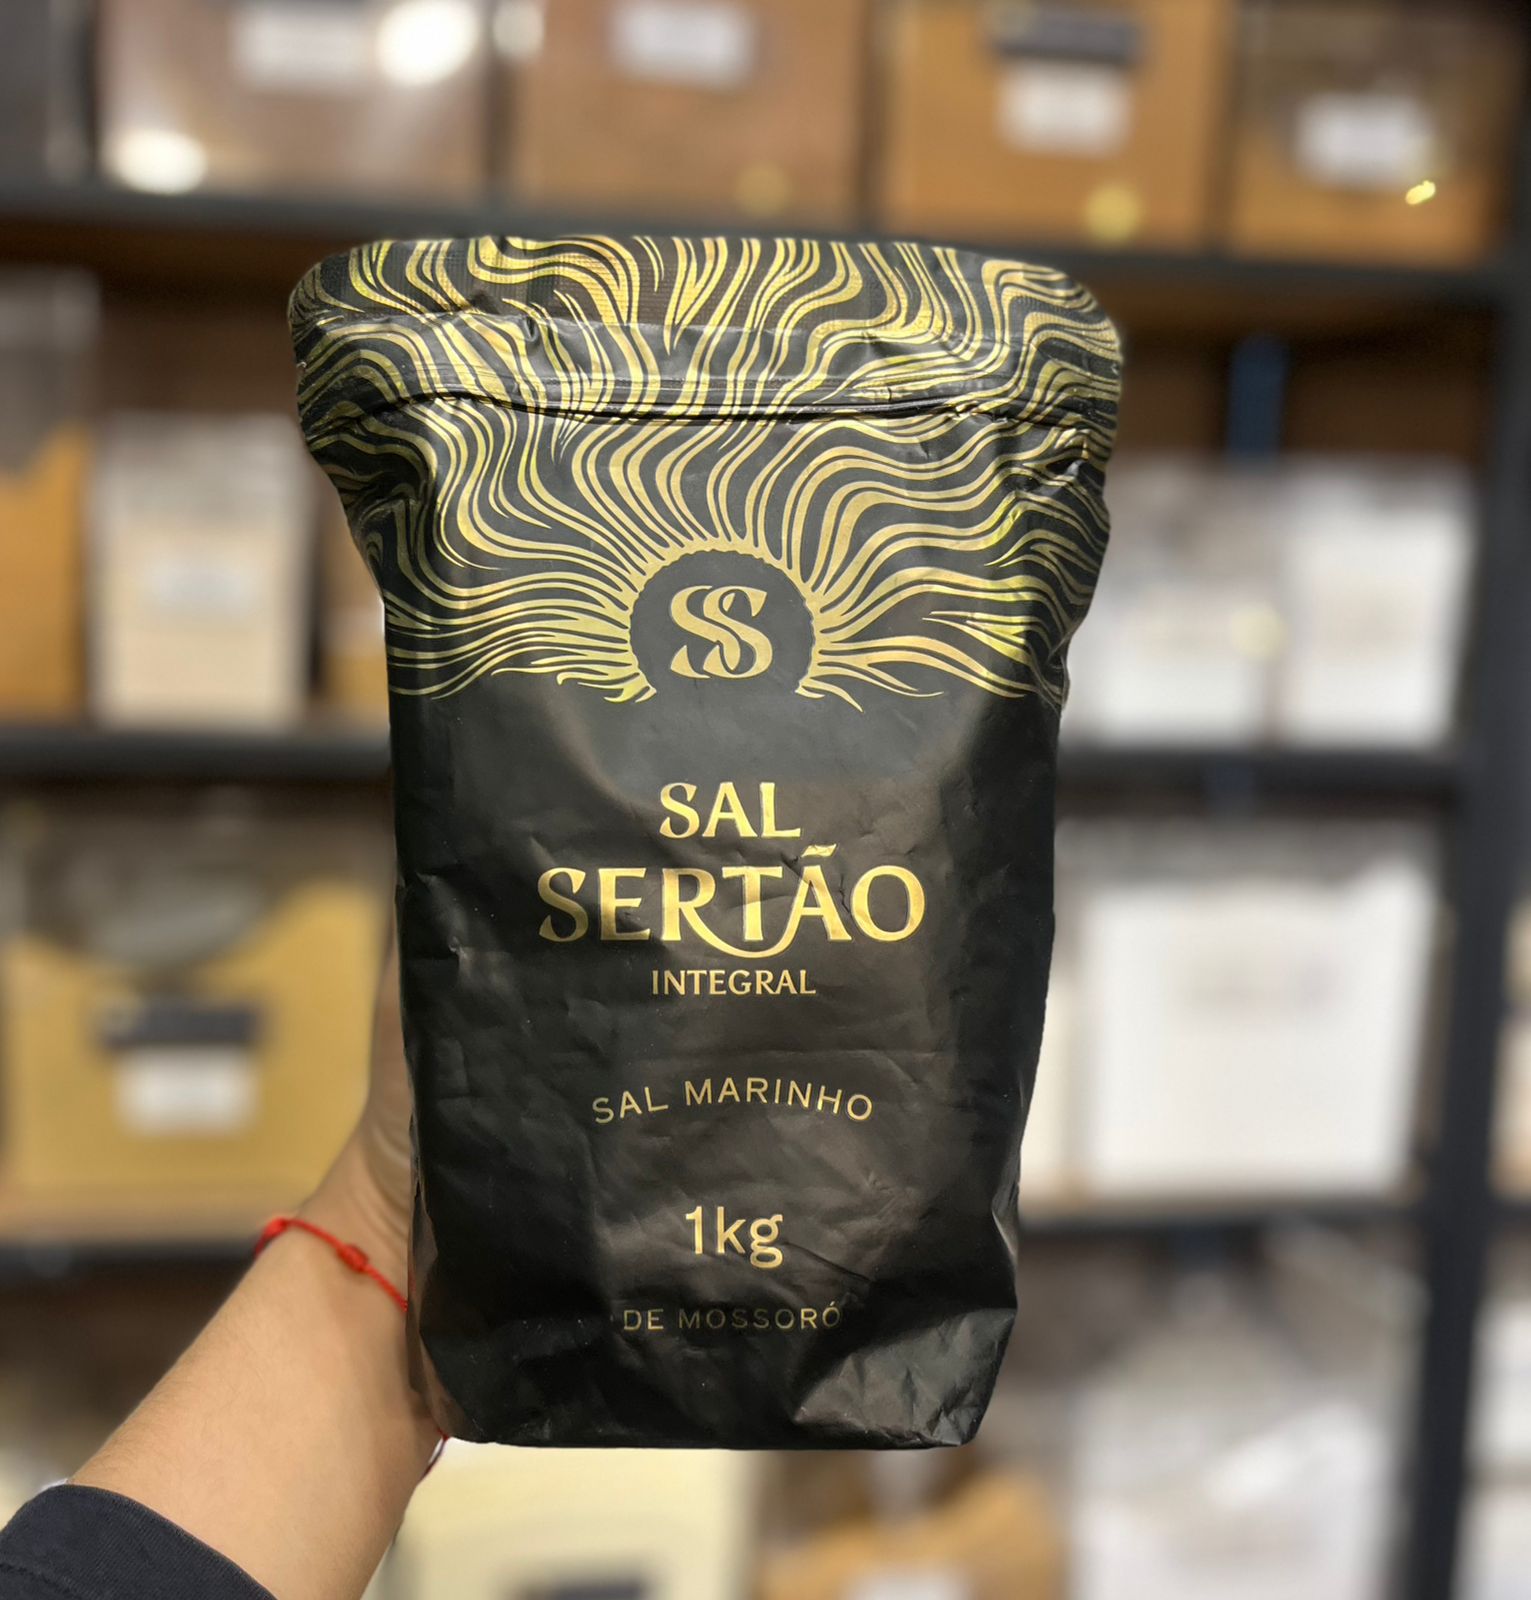 SS
SAL
SERTÃO
INTEGRAL
SAL MARINHO
1kg
DE MOSSORÓ